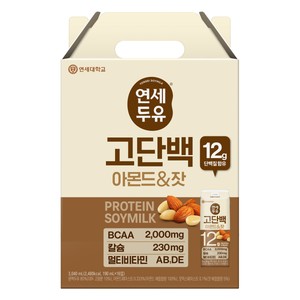 연세대학교
연세
두유
고단백
12g
단백질 함유
아몬드&잣
PROTEIN
SOYMILK
BCAA 2,000mg
칼슘 230mg
멀티비타민 AB.DE
고단백
12